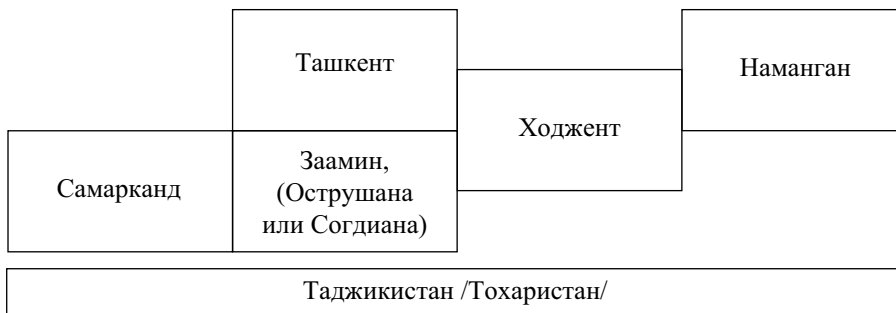 Ташкент
Наманган
Ходжент
Самарканд
Заамин,
(Острушана
или Согдиана)
Таджикистан /Тохаристан/